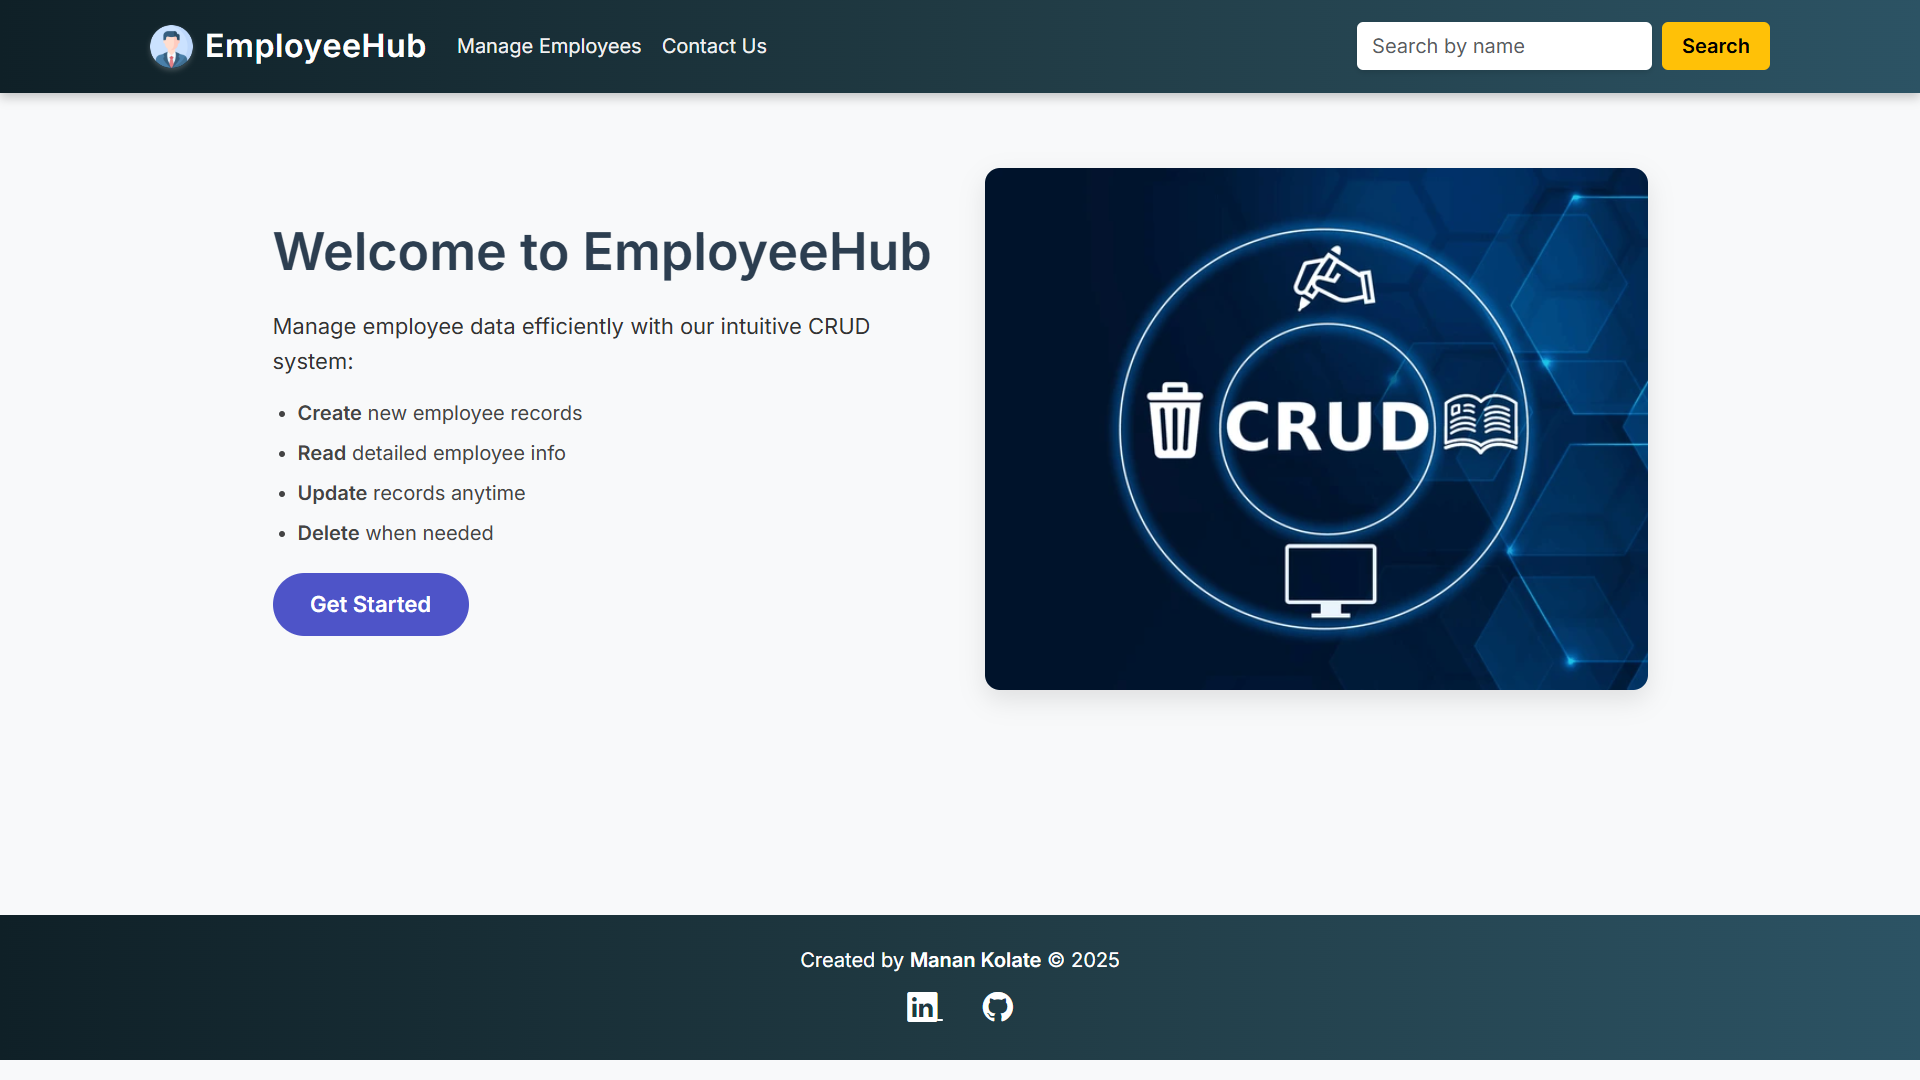 EmployeeHub
Manage Employees
Contact Us
Search by name
Search
Welcome to EmployeeHub
Manage employee data efficiently with our intuitive CRUD
system:
• Create new employee records
• Read detailed employee info
• Update records anytime
• Delete when needed
Get Started
CRUD
Created by Manan Kolate © 2025
in